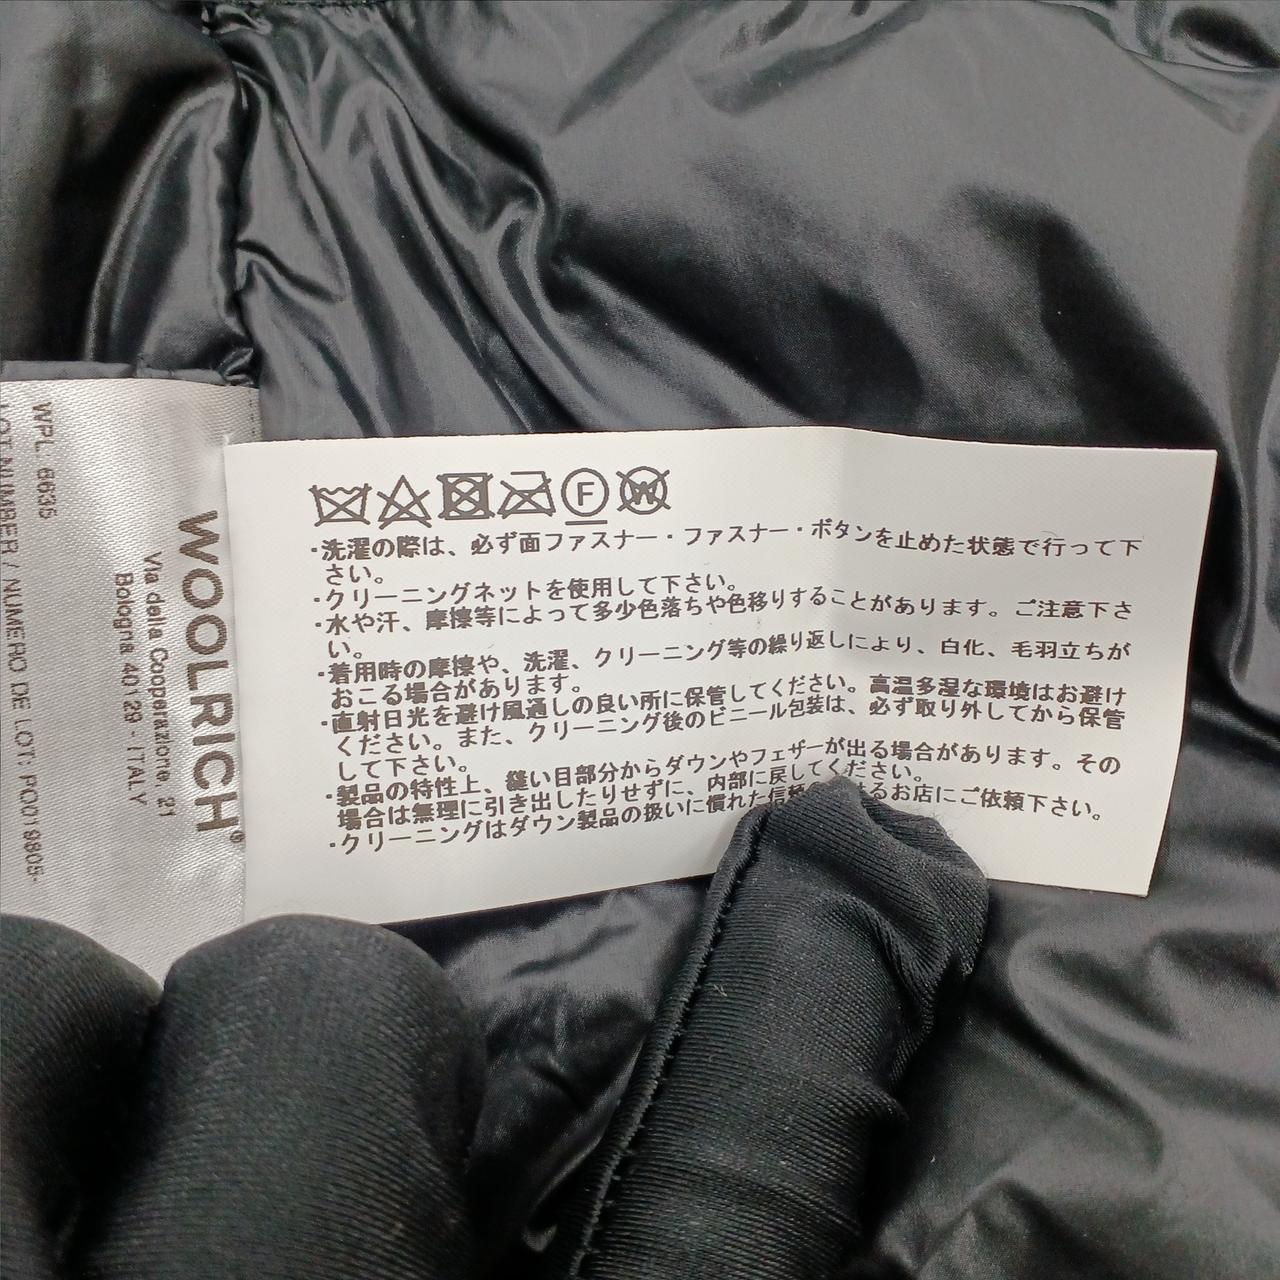 WPL 6635
LOT NUMBER / NUMERO DE LOT: PO019805-
WOOLRICH®
Via della Cooperazione, 21
Bologna 40129 - ITALY
F
W
・洗濯の際は、必ず面ファスナー・ファスナー・ボタンを止めた状態で行って下
さい。
・クリーニングネットを使用して下さい。
・水や汗、摩擦等によって多少色落ちや色移りすることがあります。ご注意下さ
い。
・着用時の摩擦や、洗濯、クリーニング等の繰り返しにより、白化、毛羽立ちが
おこる場合があります。
・直射日光を避け風通しの良い所に保管してください。高温多湿な環境はお避け
ください。また、クリーニング後のビニール包装は、必ず取り外してから保管
して下さい。
・製品の特性上、縫い目部分からダウンやフェザーが出る場合があります。その
場合は無理に引き出したりせずに、内部に戻してください。
・クリーニングはダウン製品の扱いに慣れた信頼 るお店にご依頼下さい。